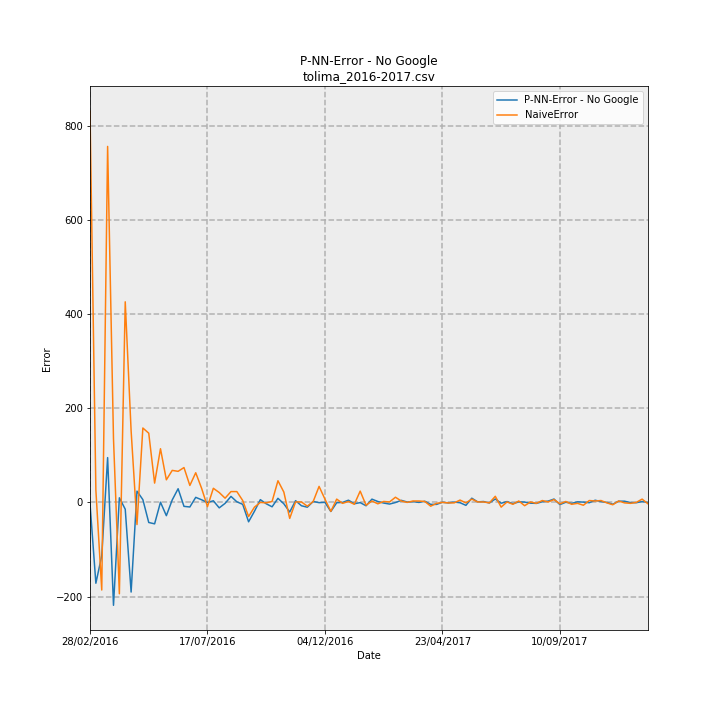 P-NN-Error - No Google
tolima_2016-2017.csv
P-NN-Error - No Google
NaiveError
800
600
400
200
0
−200
Error
28/02/2016
17/07/2016
04/12/2016
23/04/2017
10/09/2017
Date